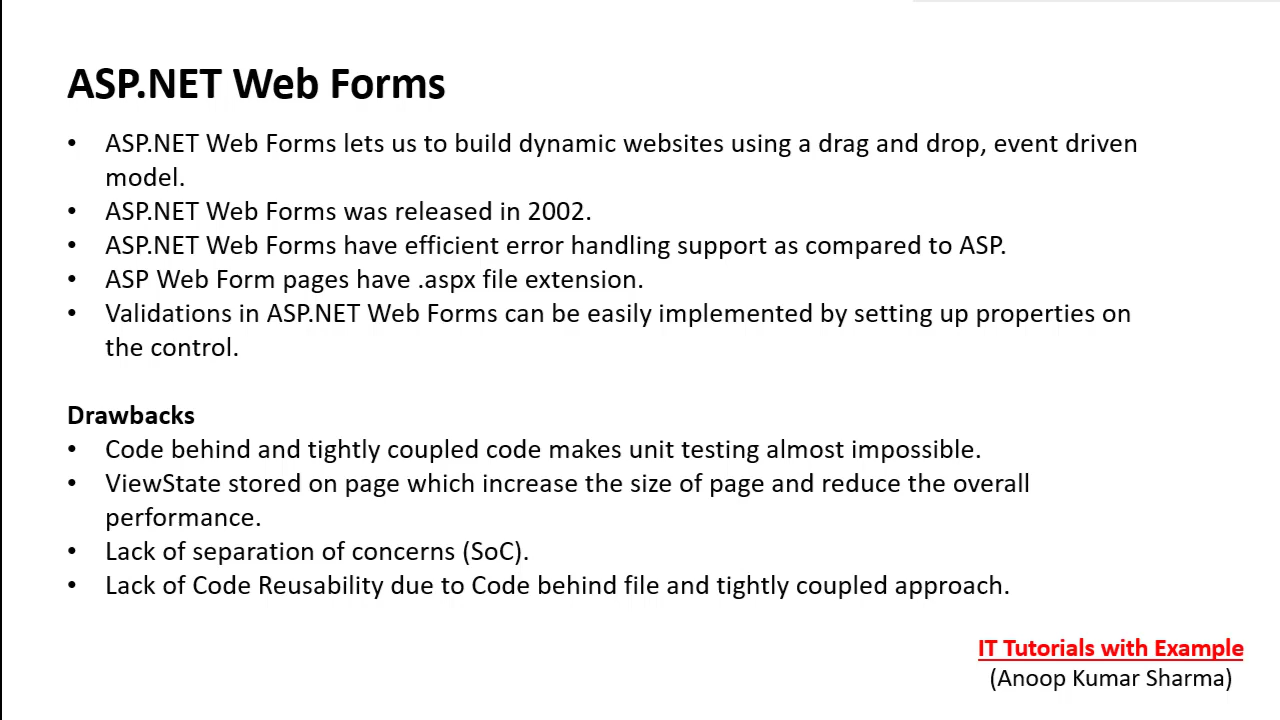 ASP.NET Web Forms
• ASP.NET Web Forms lets us to build dynamic websites using a drag and drop, event driven
model.
• ASP.NET Web Forms was released in 2002.
• ASP.NET Web Forms have efficient error handling support as compared to ASP.
• ASP Web Form pages have .aspx file extension.
• Validations in ASP.NET Web Forms can be easily implemented by setting up properties on
the control.
Drawbacks
• Code behind and tightly coupled code makes unit testing almost impossible.
• ViewState stored on page which increase the size of page and reduce the overall
performance.
• Lack of separation of concerns (SoC).
• Lack of Code Reusability due to Code behind file and tightly coupled approach.
IT Tutorials with Example
(Anoop Kumar Sharma)